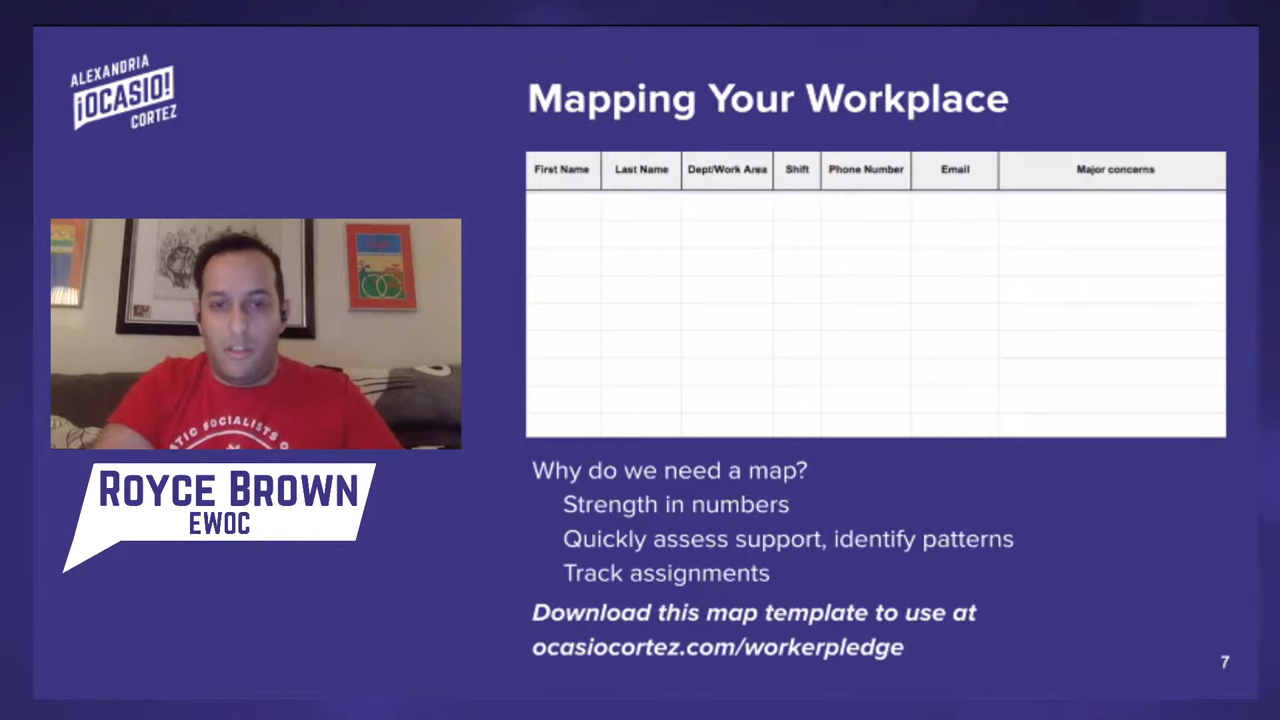 ALEXANDRIA
¡OCASIO!
CORTEZ
Mapping Your Workplace
First Name Last Name Dept/Work Area Shift Phone Number Email Major concerns
SOCIALISTS
ROYCE BROWN
EWOC
Why do we need a map?
Strength in numbers
Quickly assess support, identify patterns
Track assignments
Download this map template to use at
ocasiocortez.com/workerpledge
7